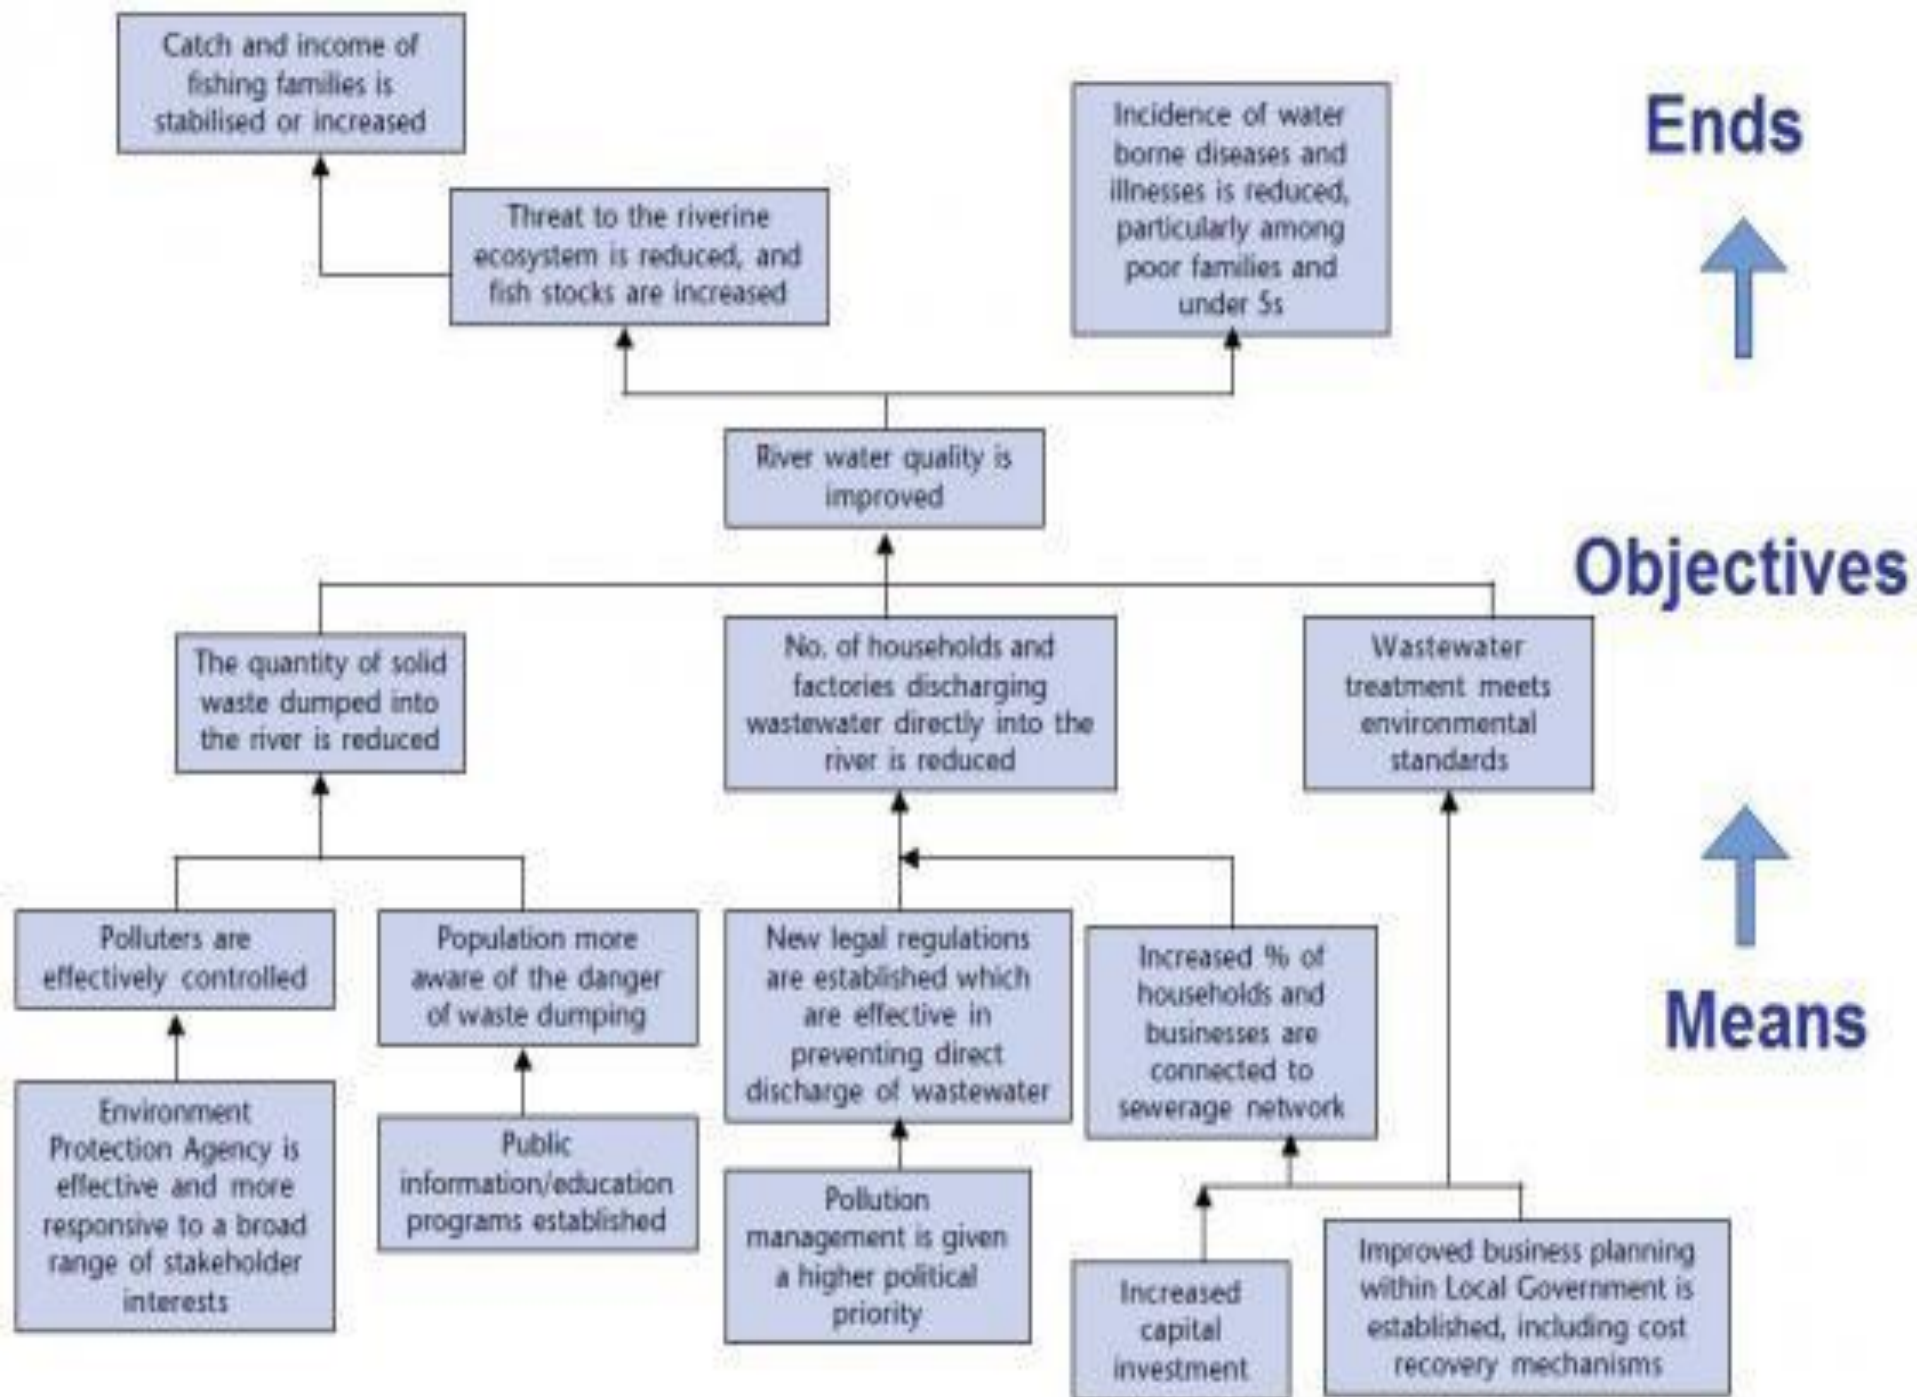 Catch and income of
fishing families is
stabilised or increased
Incidence of water
borne diseases and
illnesses is reduced,
particularly among
poor families and
under 5s
Ends
Threat to the riverine
ecosystem is reduced, and
fish stocks are increased
River water quality is
improved
Objectives
The quantity of solid
waste dumped into
the river is reduced
No. of households and
factories discharging
wastewater directly into the
river is reduced
Wastewater
treatment meets
environmental
standards
Polluters are
effectively controlled
Population more
aware of the danger
of waste dumping
New legal regulations
are established which
are effective in
preventing direct
discharge of wastewater
Increased % of
households and
businesses are
connected to
sewerage network
Means
Environment
Protection Agency is
effective and more
responsive to a broad
range of stakeholder
interests
Public
information/education
programs established
Pollution
management is given
a higher political
priority
Increased
capital
investment
Improved business planning
within Local Government is
established, including cost
recovery mechanisms